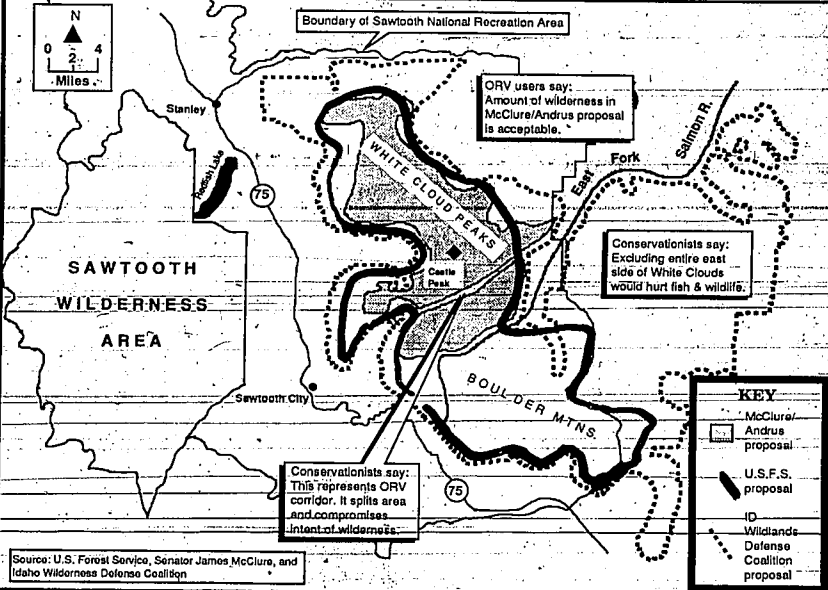 Boundary of Sawtooth National Recreation Area
N
0 2 4
Miles
Stanley
ORV users say:
Amount of wilderness in
McClure/Andrus proposal
is acceptable.
Redfish Lake
75
WHITE CLOUD PEAKS
East Fork Salmon R.
Conservationists say:
Excluding entire east
side of White Clouds
would hurt fish & wildlife.
Castle
Peak
SAWTOOTH
WILDERNESS
AREA
Sawtooth City
BOULDER MTNS.
Conservationists say:
This represents ORV
corridor. It splits area
and compromises
intent of wilderness.
75
KEY
McClure/
Andrus
proposal
U.S.F.S.
proposal
ID
Wildlands
Defense
Coalition
proposal
Source: U.S. Forest Service, Senator James McClure, and
Idaho Wilderness Defense Coalition